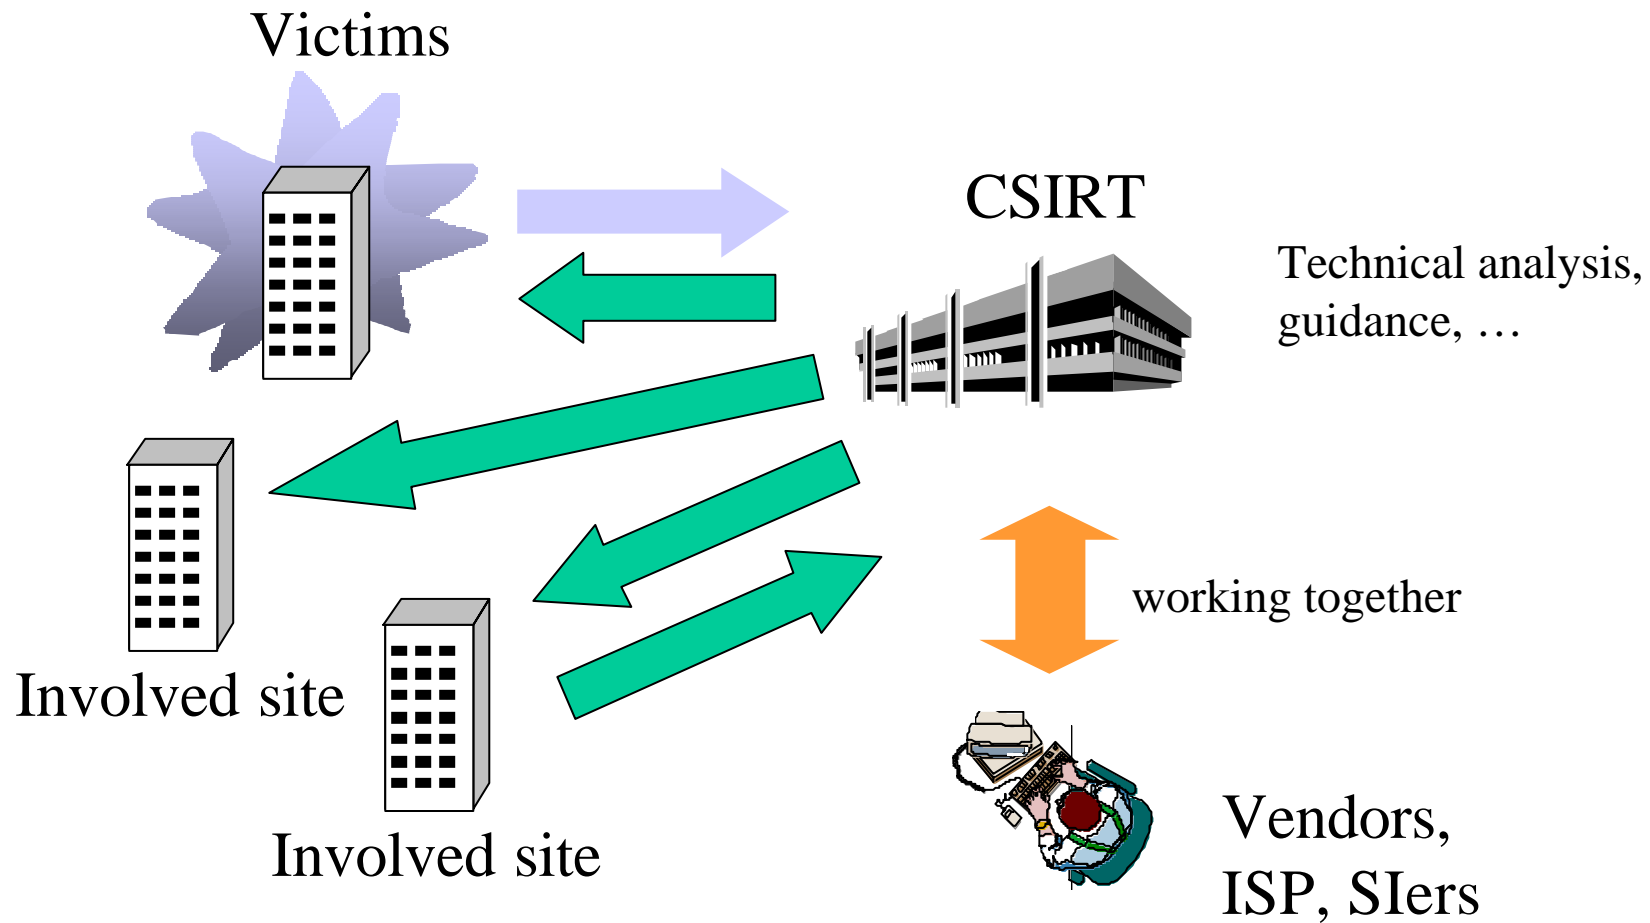 Victims
CSIRT
Technical analysis,
guidance, …
working together
Involved site
Involved site
Vendors,
ISP, SIers